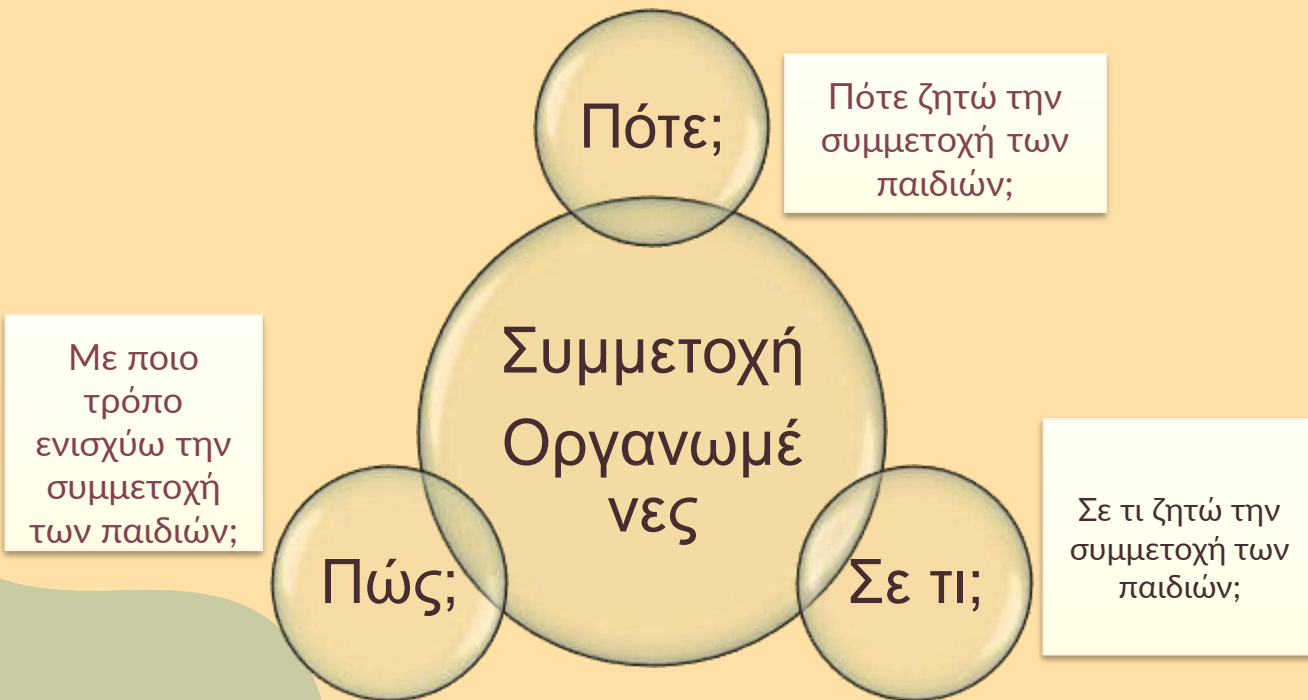 Πότε;
Πότε ζητώ την
συμμετοχή των
παιδιών;
Συμμετοχή
Οργανωμέ
νες
Με ποιο
τρόπο
ενισχύω την
συμμετοχή
των παιδιών;
Πώς;
Σε τι;
Σε τι ζητώ την
συμμετοχή των
παιδιών;